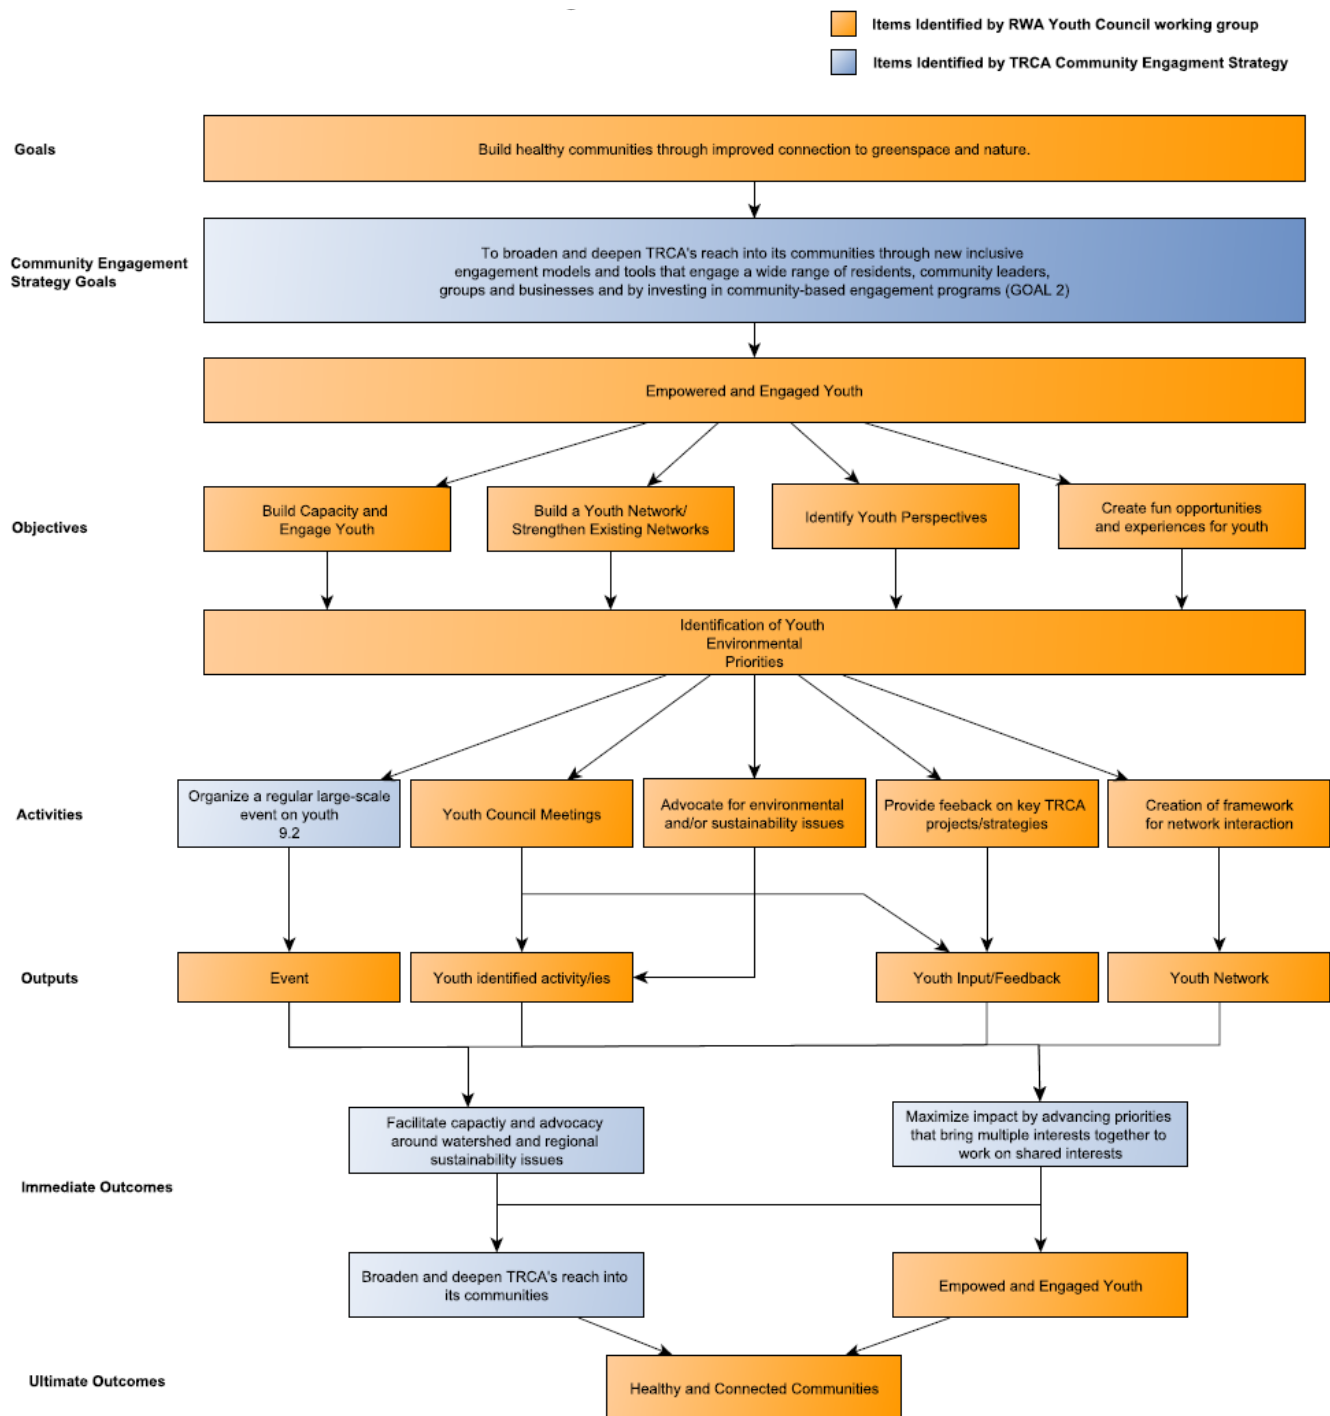 Items Identified by RWA Youth Council working group
Items Identified by TRCA Community Engagment Strategy
Goals
Build healthy communities through improved connection to greenspace and nature.
Community Engagement
Strategy Goals
To broaden and deepen TRCA's reach into its communities through new inclusive
engagement models and tools that engage a wide range of residents, community leaders,
groups and businesses and by investing in community-based engagement programs (GOAL 2)
Empowered and Engaged Youth
Objectives
Build Capacity and
Engage Youth
Build a Youth Network/
Strengthen Existing Networks
Identify Youth Perspectives
Create fun opportunities
and experiences for youth
Identification of Youth
Environmental
Priorities
Activities
Organize a regular large-scale
event on youth
9.2
Youth Council Meetings
Advocate for environmental
and/or sustainability issues
Provide feeback on key TRCA
projects/strategies
Creation of framework
for network interaction
Outputs
Event
Youth identified activity/ies
Youth Input/Feedback
Youth Network
Immediate Outcomes
Facilitate capactiy and advocacy
around watershed and regional
sustainability issues
Maximize impact by advancing priorities
that bring multiple interests together to
work on shared interests
Broaden and deepen TRCA's reach into
its communities
Empowed and Engaged Youth
Ultimate Outcomes
Healthy and Connected Communities